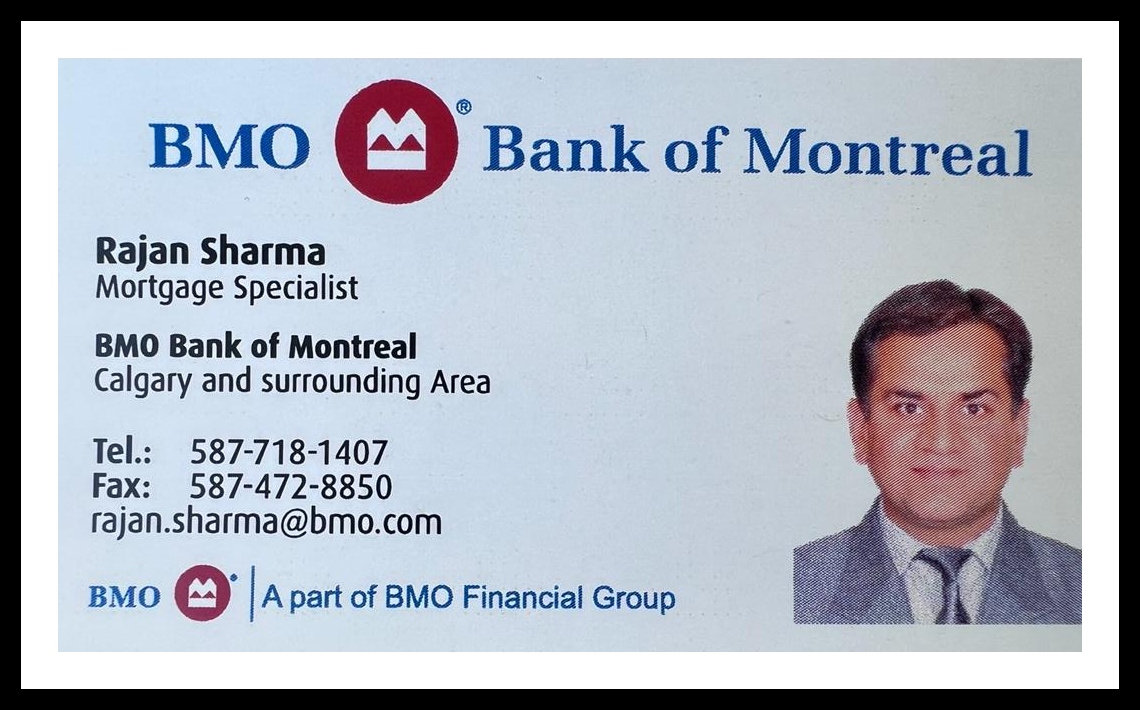 BMO ® Bank of Montreal
Rajan Sharma
Mortgage Specialist
BMO Bank of Montreal
Calgary and surrounding Area
Tel.: 587-718-1407
Fax: 587-472-8850
rajan.sharma@bmo.com
BMO A part of BMO Financial Group